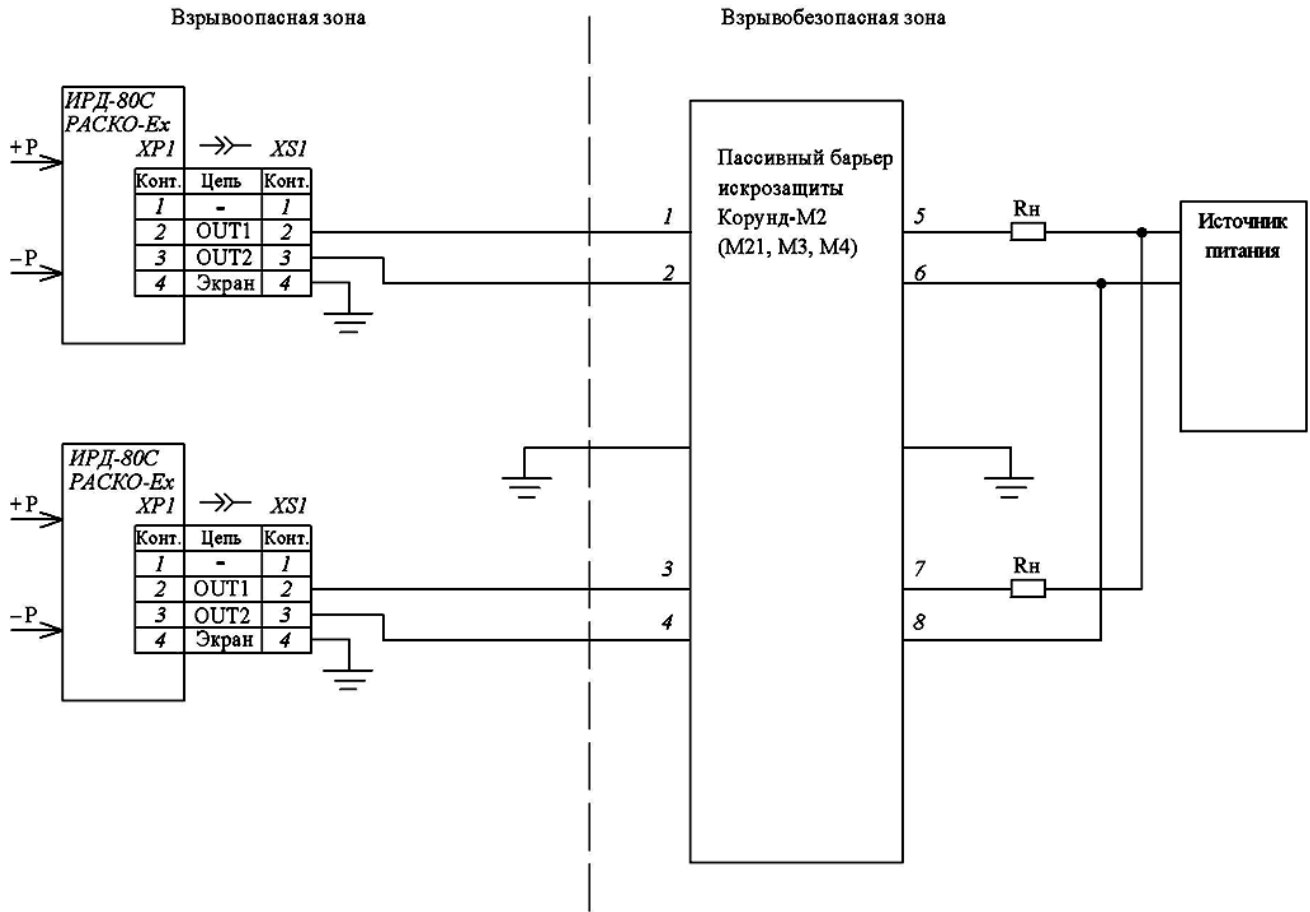 Взрывоопасная зона
Взрывобезопасная зона
ИРД-80С
РАСКО-Ex
+P
–P
XP1
XS1
Конт. Цепь Конт.
1 - 1
2 OUT1 2
3 OUT2 3
4 Экран 4
1
2
Пассивный барьер
искрозащиты
Корунд-М2
(М21, М3, М4)
5
6
Rн
Источник
питания
ИРД-80С
РАСКО-Ex
+P
–P
XP1
XS1
Конт. Цепь Конт.
1 - 1
2 OUT1 2
3 OUT2 3
4 Экран 4
3
4
7
8
Rн